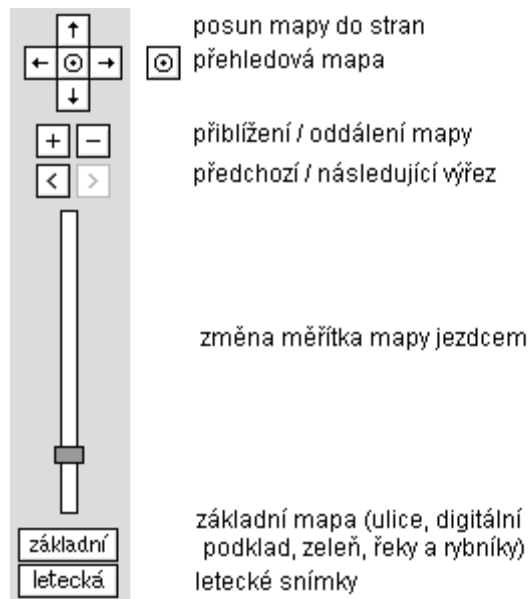 posun mapy do stran
přehledová mapa
přiblížení / oddálení mapy
předchozí / následující výřez
změna měřítka mapy jezdcem
základní mapa (ulice, digitální
podklad, zeleň, řeky a rybníky)
základní
letecká
letecké snímky